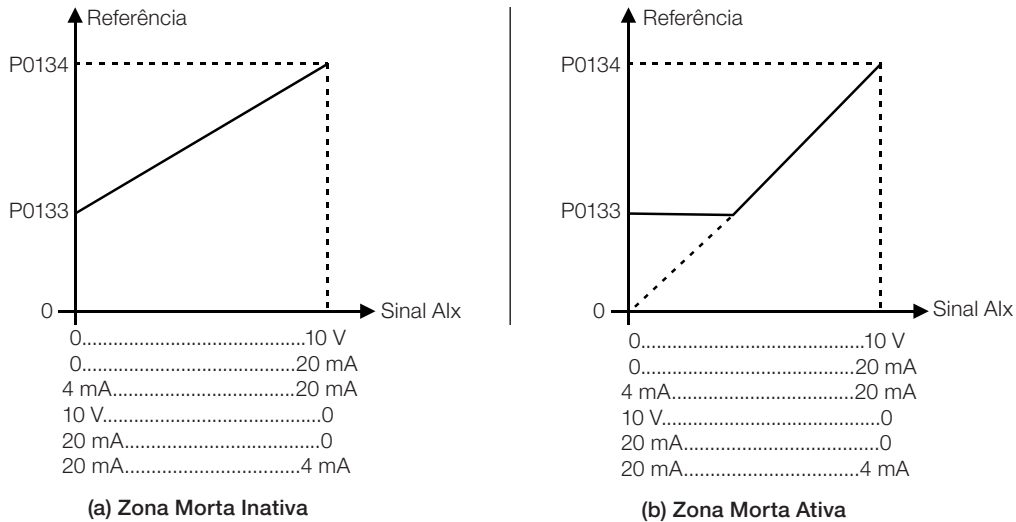 Referência
P0134
P0133
0
Sinal AIx
0......................................10 V
0.....................................20 mA
4 mA...............................20 mA
10 V.....................................0
20 mA..................................0
20 mA..............................4 mA
(a) Zona Morta Inativa
Referência
P0134
P0133
0
Sinal AIx
0......................................10 V
0.....................................20 mA
4 mA...............................20 mA
10 V.....................................0
20 mA..................................0
20 mA..............................4 mA
(b) Zona Morta Ativa